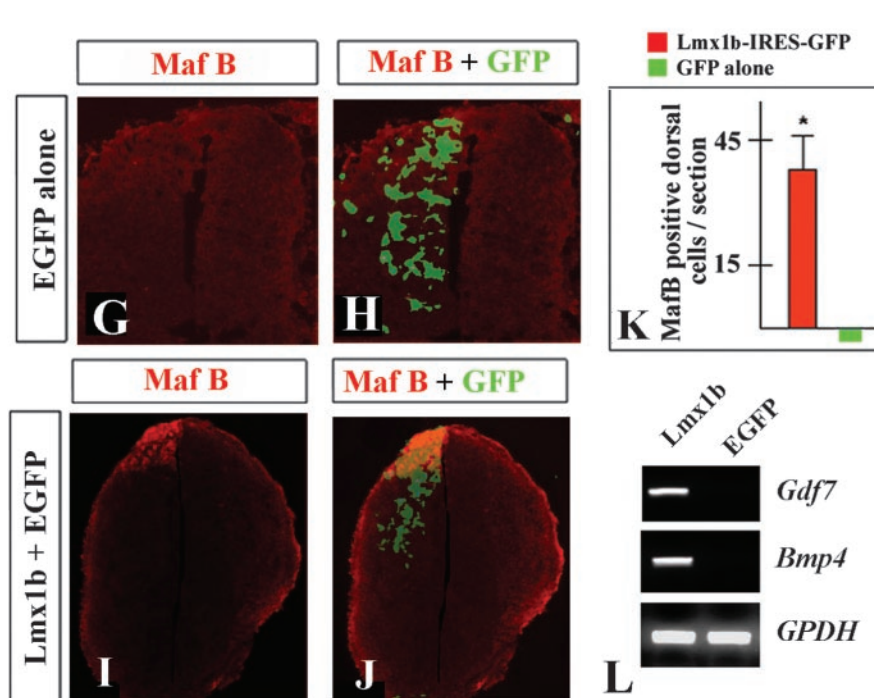 Maf B
Maf B + GFP
Lmx1b-IRES-GFP
GFP alone
EGFP alone
G
H
MafB positive dorsal
cells / section
45
15
*
K
Maf B
Maf B + GFP
Lmx1b + EGFP
I
J
Lmx1b
EGFP
Gdf7
Bmp4
GPDH
L